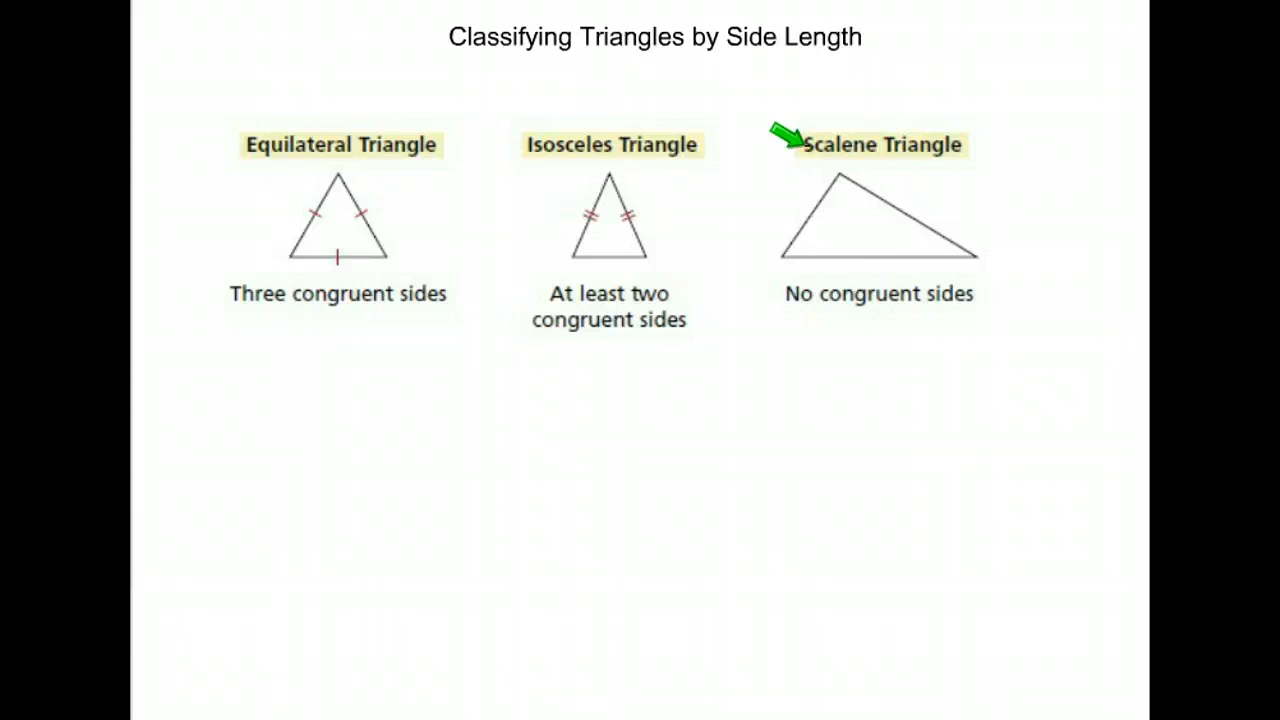 Classifying Triangles by Side Length
Equilateral Triangle
Three congruent sides
Isosceles Triangle
At least two
congruent sides
Scalene Triangle
No congruent sides